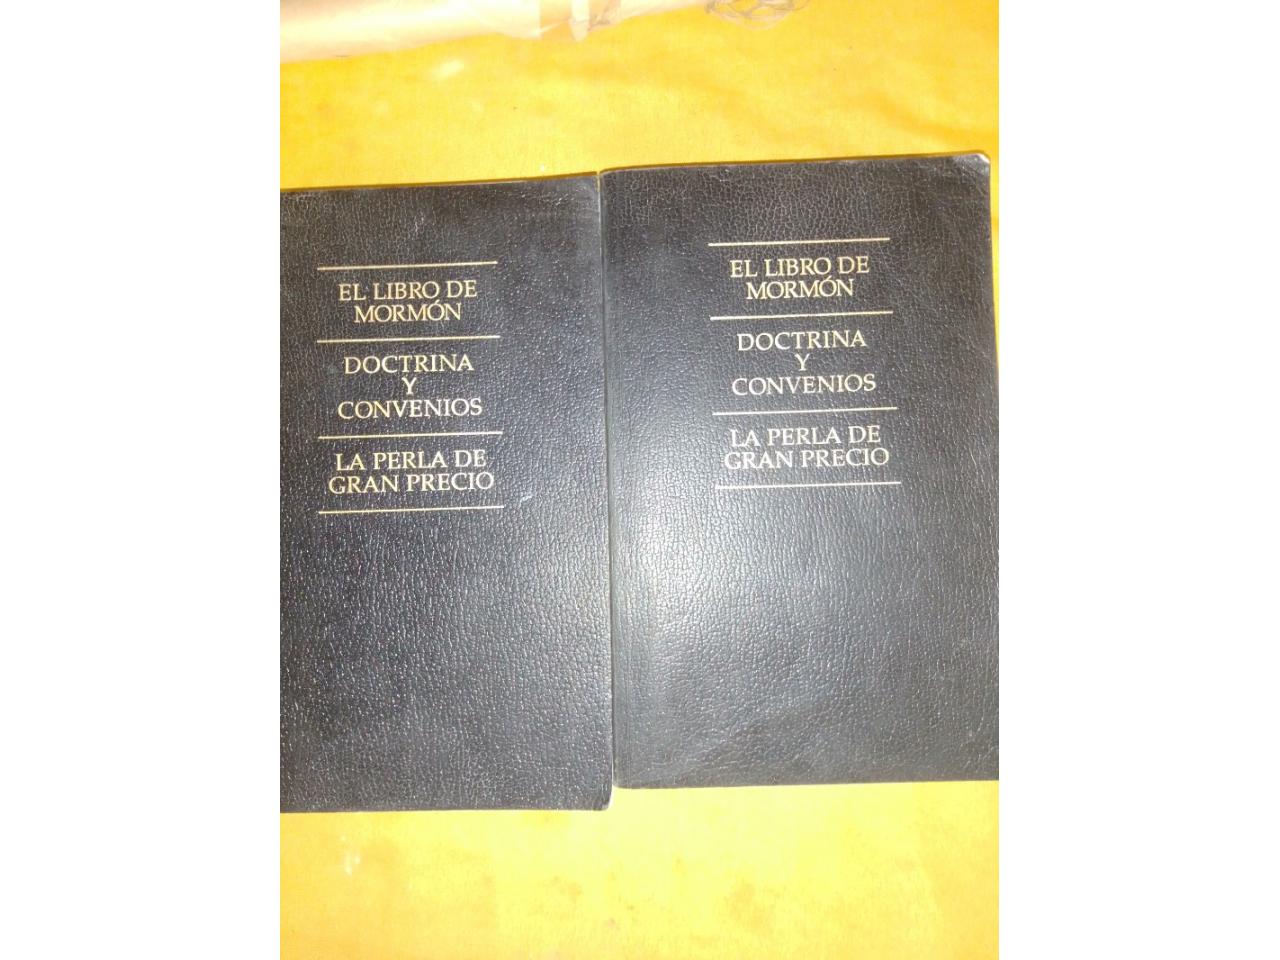 EL LIBRO DE
MORMÓN
DOCTRINA
Y
CONVENIOS
LA PERLA DE
GRAN PRECIO
EL LIBRO DE
MORMÓN
DOCTRINA
Y
CONVENIOS
LA PERLA DE
GRAN PRECIO